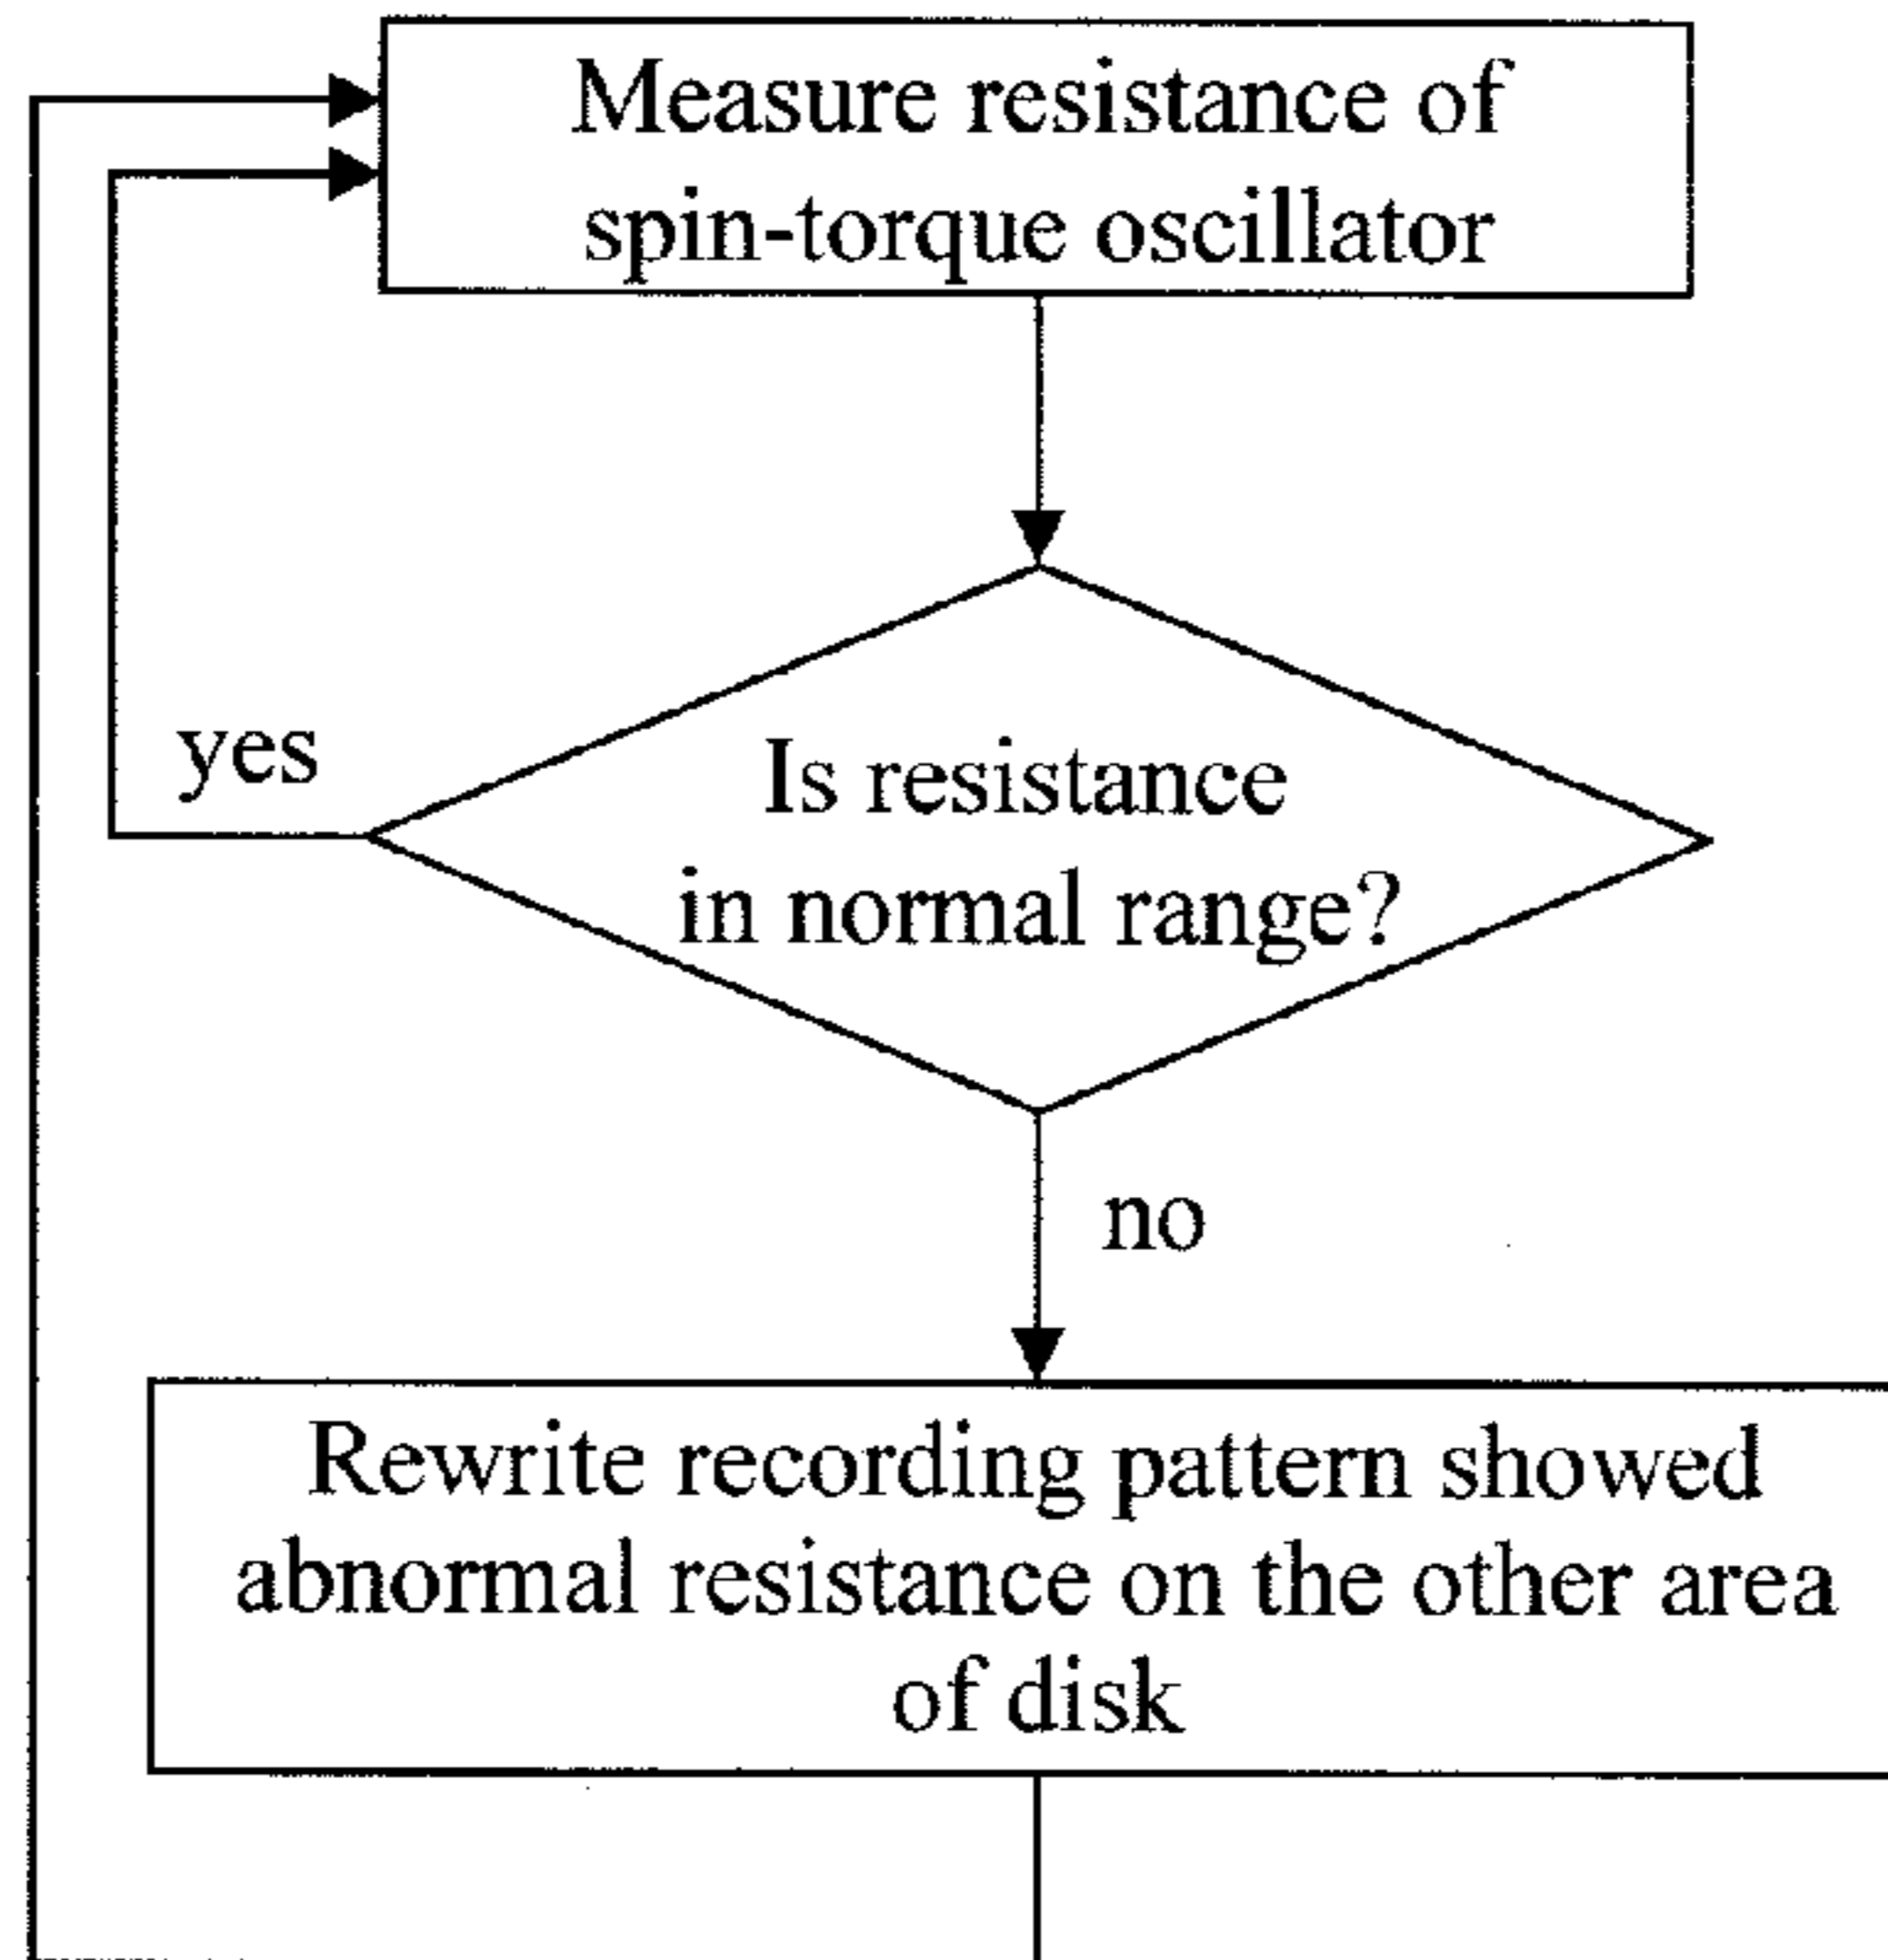 Measure resistance of
spin-torque oscillator
yes
Is resistance
in normal range?
no
Rewrite recording pattern showed
abnormal resistance on the other area
of disk